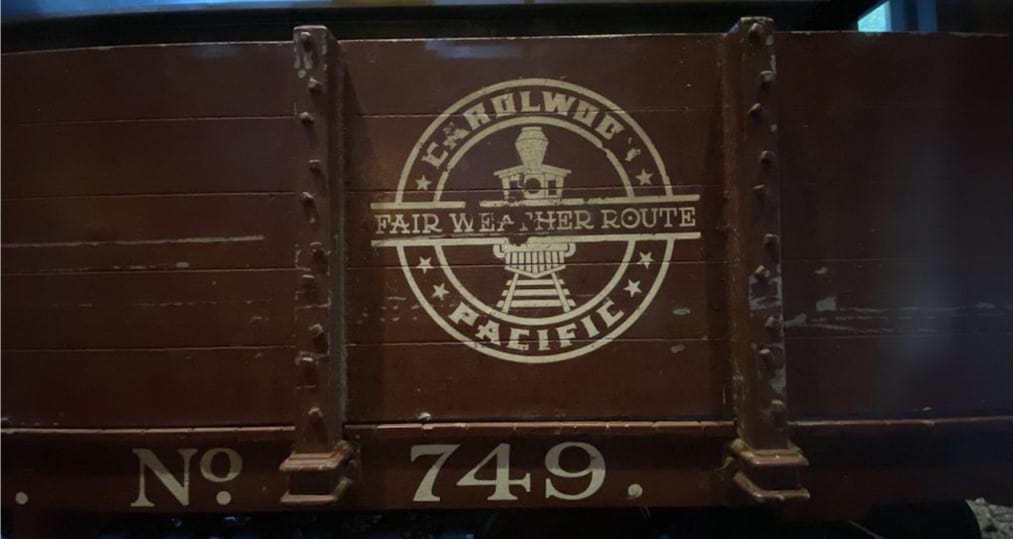 CAROLWOOD
FAIR WEATHER ROUTE
PACIFIC
. No. 749.